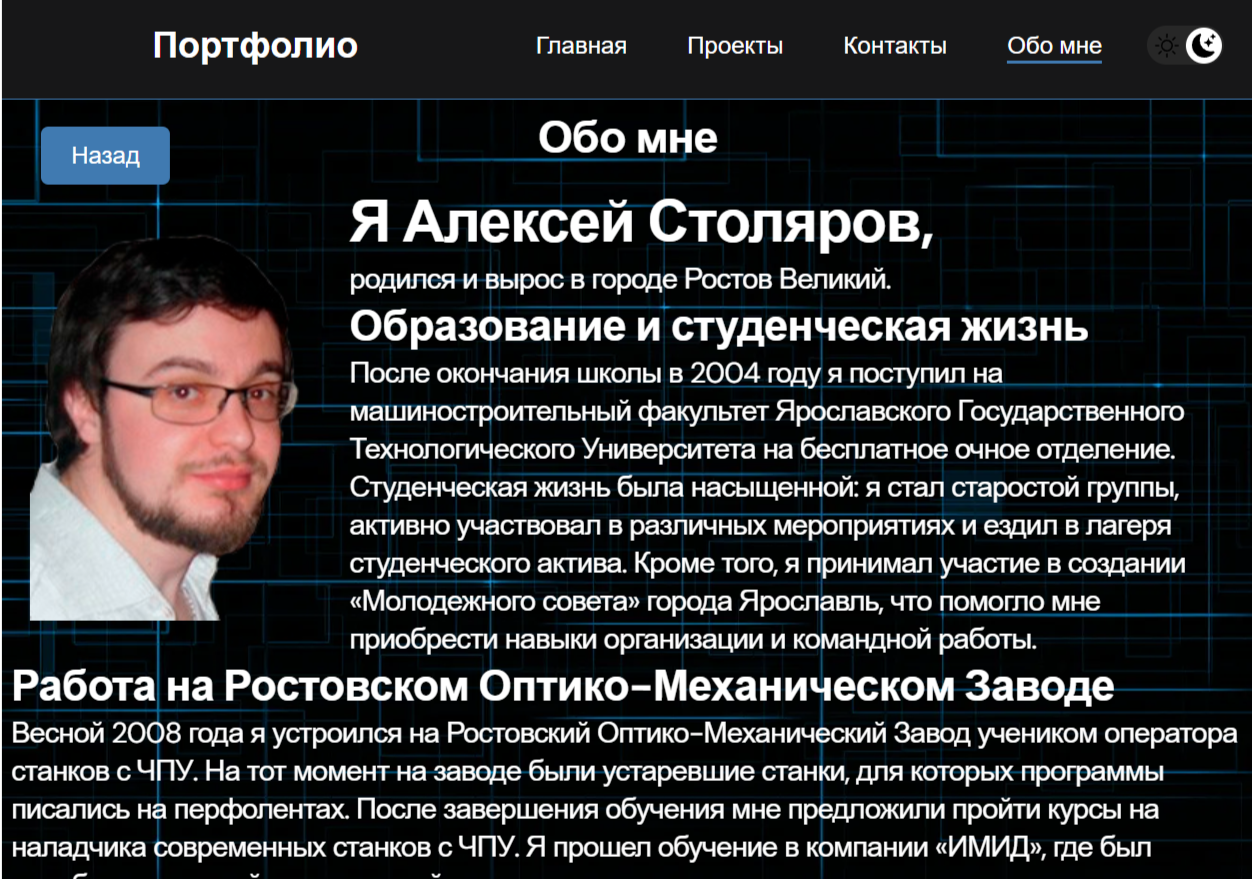 Портфолио
Главная
Проекты
Контакты
Обо мне
Назад
Обо мне
Я Алексей Столяров,
родился и вырос в городе Ростов Великий.
Образование и студенческая жизнь
После окончания школы в 2004 году я поступил на
машиностроительный факультет Ярославского Государственного
Технологического Университета на бесплатное очное отделение.
Студенческая жизнь была насыщенной: я стал старостой группы,
активно участвовал в различных мероприятиях и ездил в лагеря
студенческого актива. Кроме того, я принимал участие в создании
«Молодежного совета» города Ярославль, что помогло мне
приобрести навыки организации и командной работы.
Работа на Ростовском Оптико-Механическом Заводе
Весной 2008 года я устроился на Ростовский Оптико-Механический Завод учеником оператора
станков с ЧПУ. На тот момент на заводе были устаревшие станки, для которых программы
писались на перфолентах. После завершения обучения мне предложили пройти курсы на
наладчика современных станков с ЧПУ. Я прошел обучение в компании «ИМИД», где был